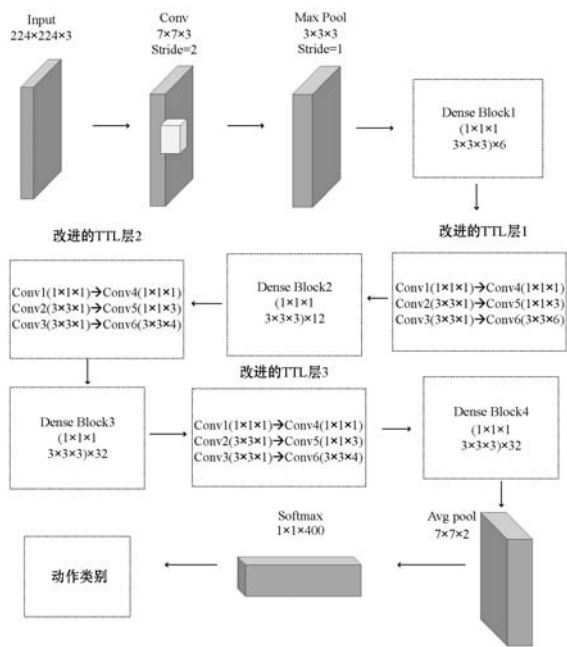 Input
224×224×3
Conv
7×7×3
Stride=2
Max Pool
3×3×3
Stride=1
Dense Block1
(1×1×1
3×3×3)×6
改进的TTL层1
Conv1(1×1×1)→Conv4(1×1×1)
Conv2(3×3×1)→Conv5(1×1×3)
Conv3(3×3×1)→Conv6(3×3×6)
Dense Block2
(1×1×1
3×3×3)×12
改进的TTL层2
Conv1(1×1×1)→Conv4(1×1×1)
Conv2(3×3×1)→Conv5(1×1×3)
Conv3(3×3×1)→Conv6(3×3×4)
Dense Block3
(1×1×1
3×3×3)×32
改进的TTL层3
Conv1(1×1×1)→Conv4(1×1×1)
Conv2(3×3×1)→Conv5(1×1×3)
Conv3(3×3×1)→Conv6(3×3×4)
Dense Block4
(1×1×1
3×3×3)×32
Avg pool
7×7×2
Softmax
1×1×400
动作类别